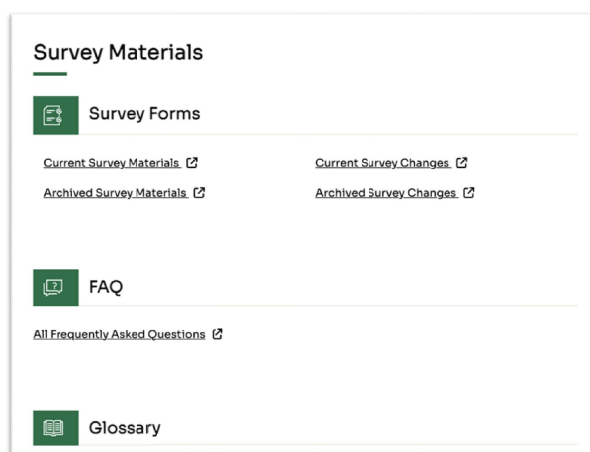 Survey Materials
Survey Forms
Current Survey Materials
Current Survey Changes
Archived Survey Materials
Archived Survey Changes
FAQ
All Frequently Asked Questions
Glossary